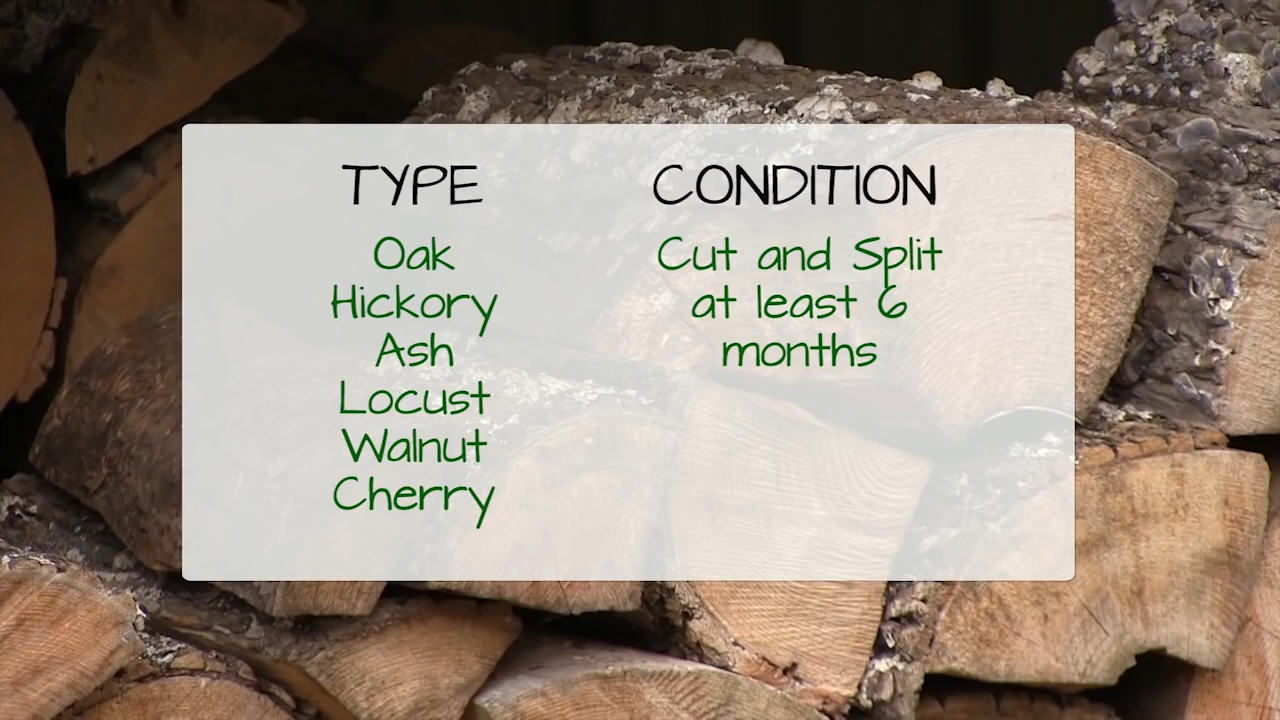 TYPE
Oak
Hickory
Ash
Locust
Walnut
Cherry
CONDITION
Cut and Split
at least 6
months